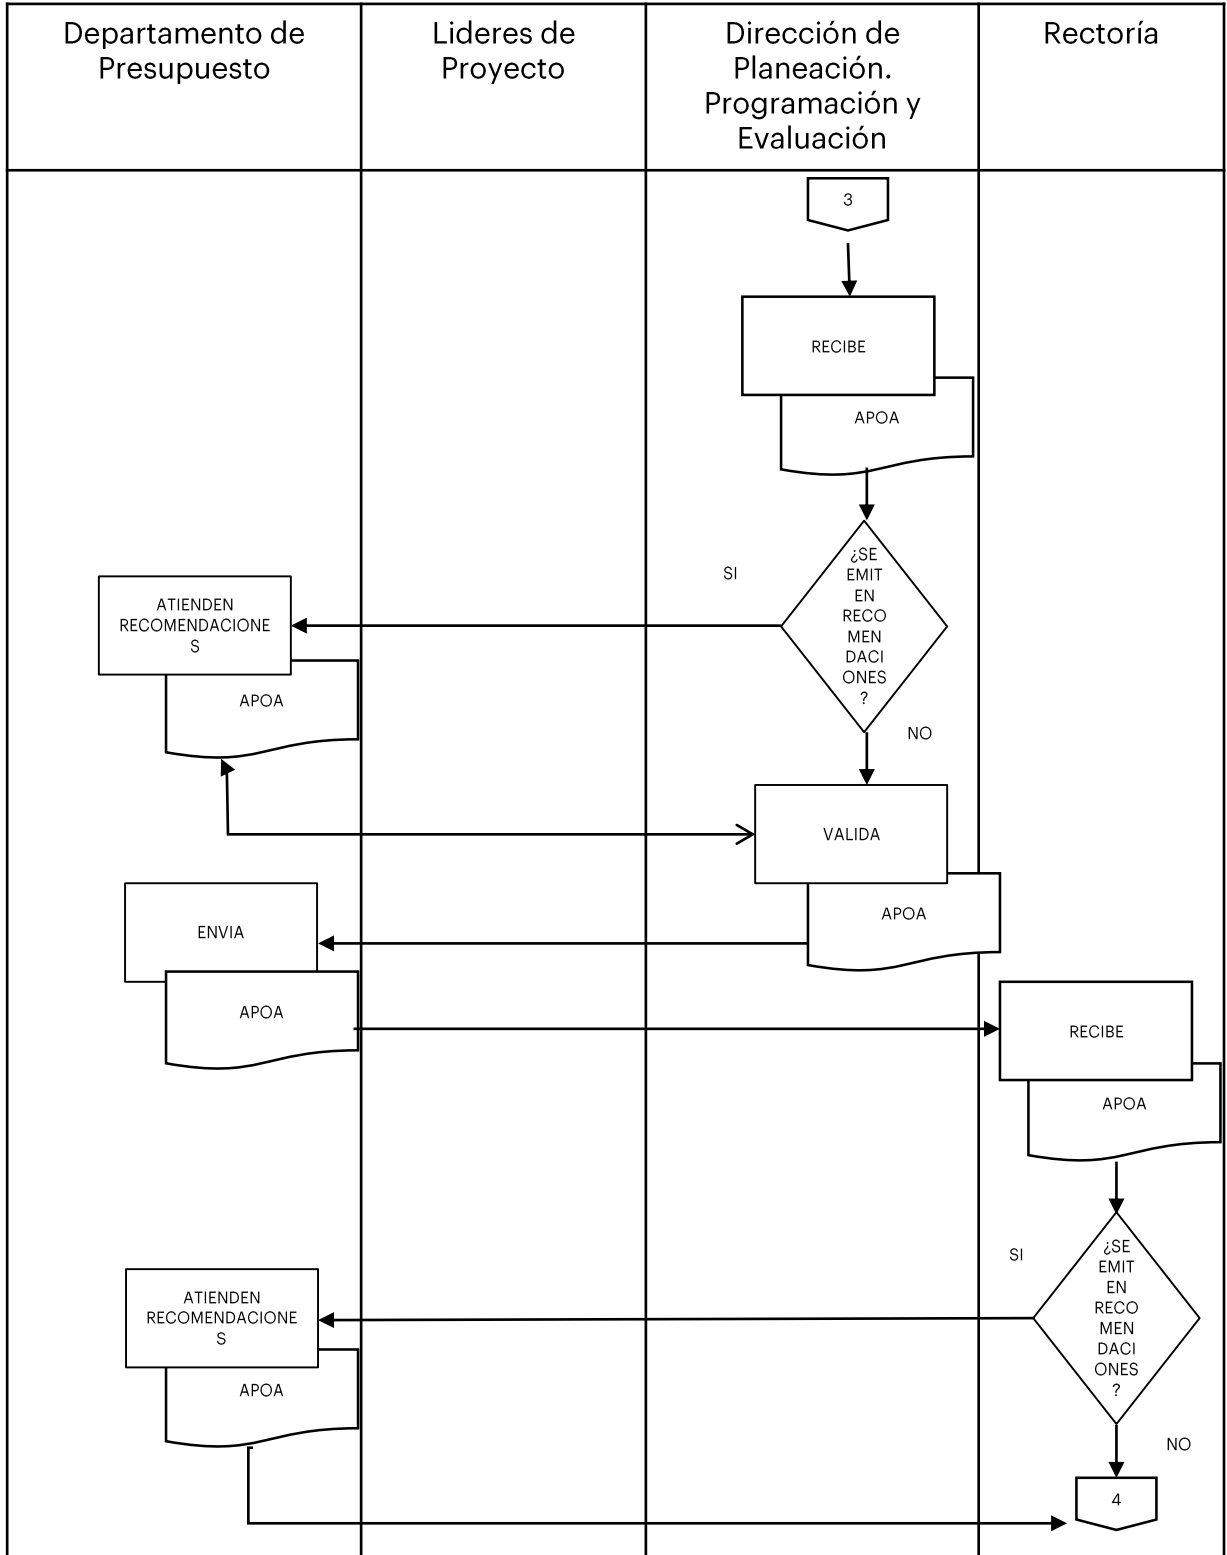 Departamento de
Presupuesto
Lideres de
Proyecto
Dirección de
Planeación.
Programación y
Evaluación
Rectoría
3
RECIBE
APOA
¿SE
EMIT
EN
RECO
MEN
DACI
ONES
?
SI
ATIENDEN
RECOMENDACIONE
S
APOA
NO
VALIDA
APOA
ENVIA
APOA
RECIBE
APOA
¿SE
EMIT
EN
RECO
MEN
DACI
ONES
?
SI
ATIENDEN
RECOMENDACIONE
S
APOA
NO
4